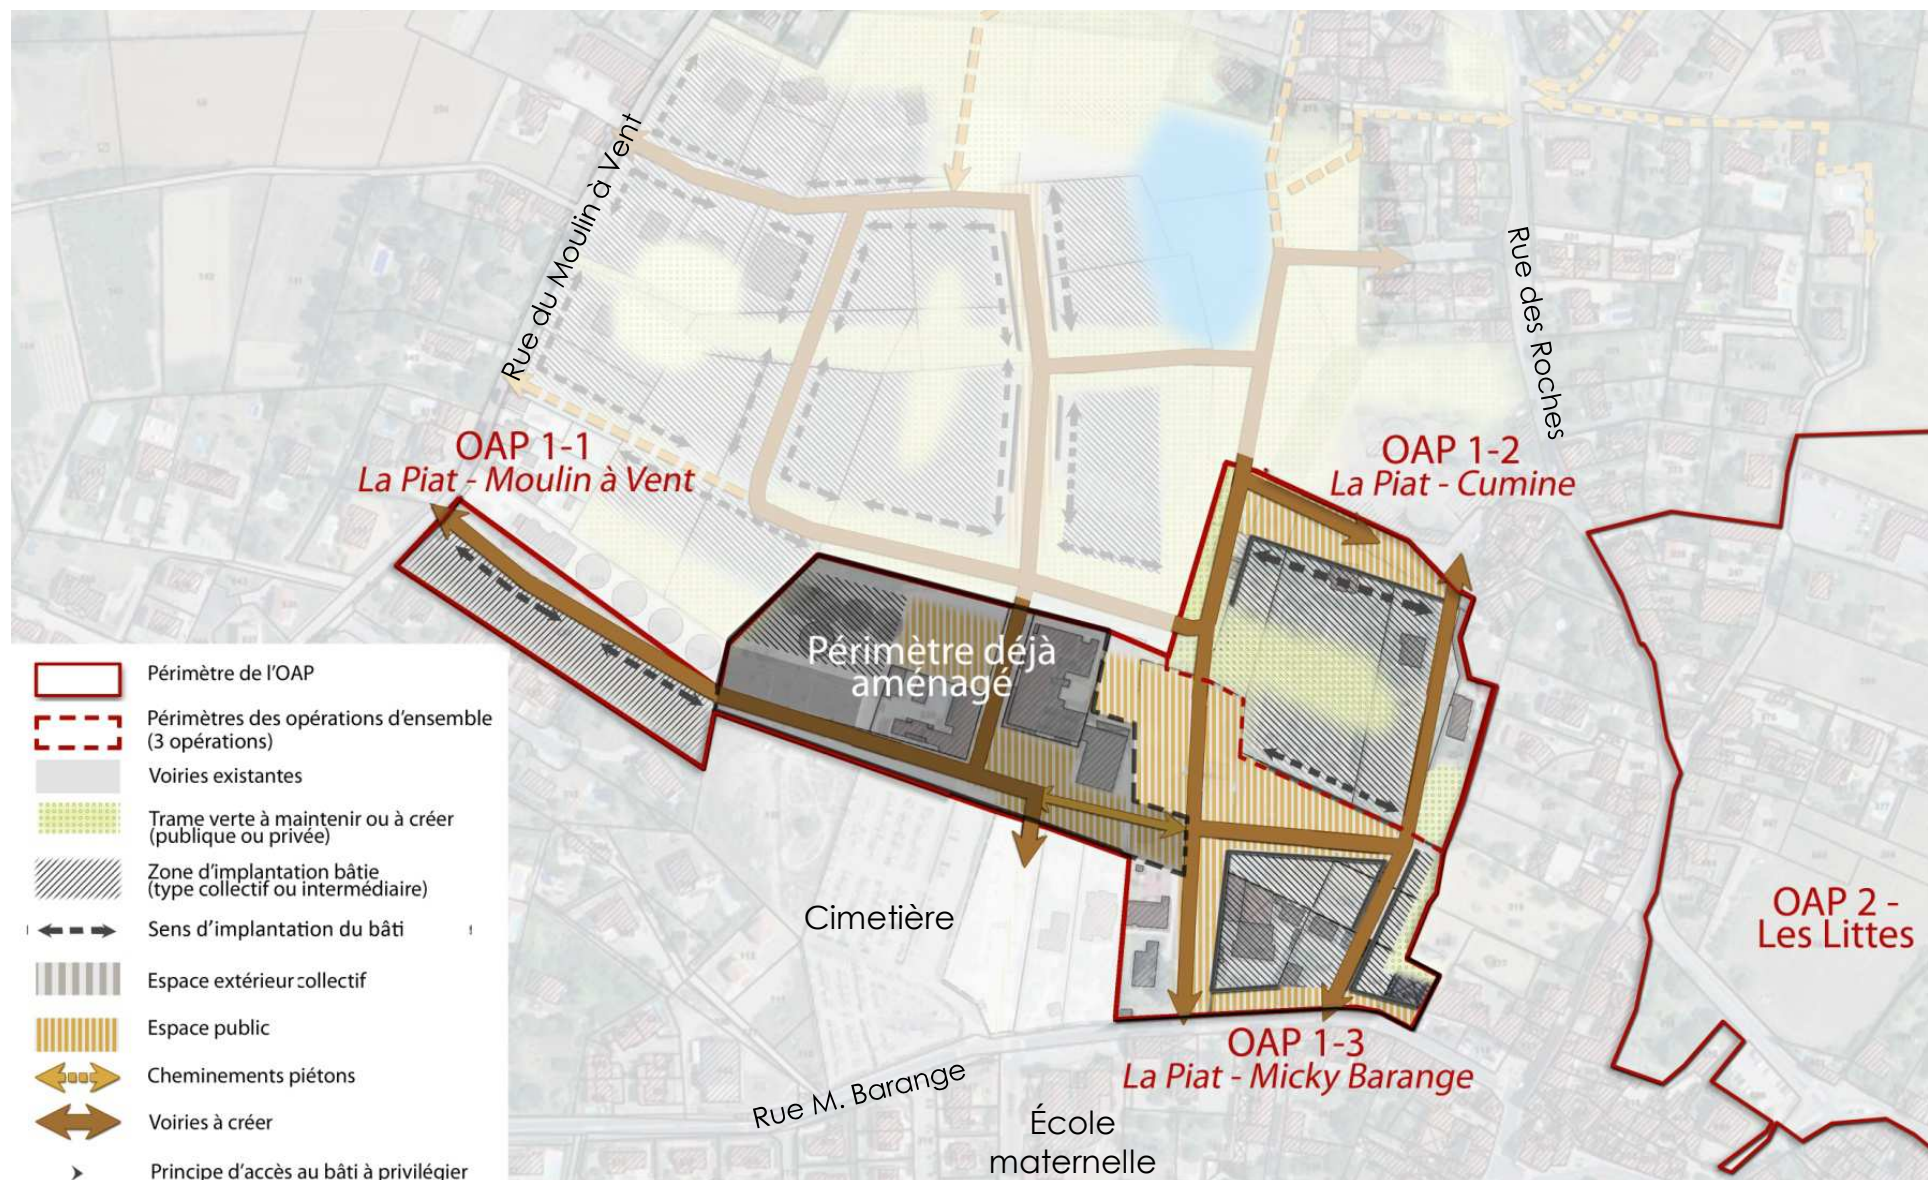 Rue du Moulin à Vent
Rue des Roches
OAP 1-1
La Piat - Moulin à Vent
OAP 1-2
La Piat - Cumine
Périmètre déjà
aménagé
Périmètre de l'OAP
Périmètres des opérations d'ensemble
(3 opérations)
Voiries existantes
Trame verte à maintenir ou à créer
(publique ou privée)
Zone d'implantation bâtie
(type collectif ou intermédiaire)
Sens d'implantation du bâti
Espace extérieur collectif
Espace public
Cheminements piétons
Voiries à créer
Principe d'accès au bâti à privilégier
Cimetière
OAP 2 -
Les Littes
OAP 1-3
La Piat - Micky Barange
Rue M. Barange
École
maternelle